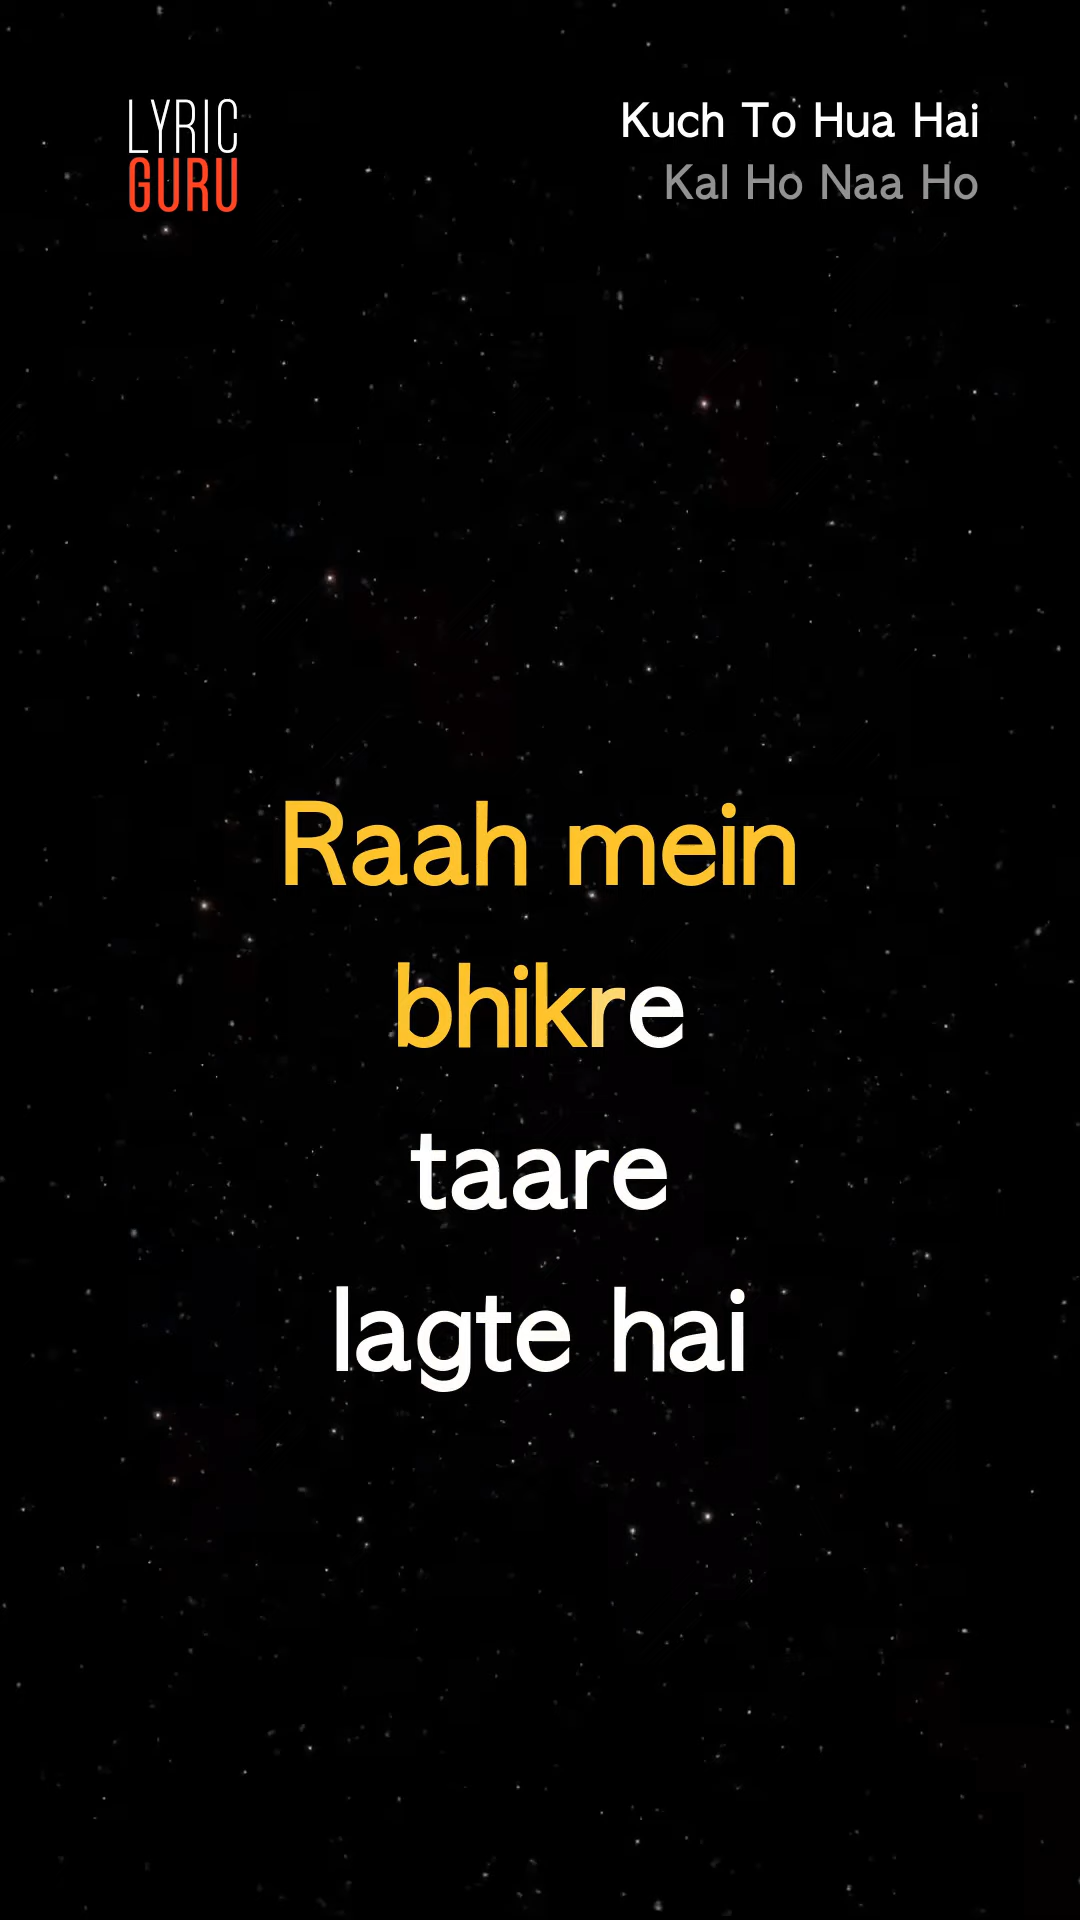 LYRIC
GURU
Kuch To Hua Hai
Kal Ho Naa Ho
Raah mein
bhikre
taare
lagte hai